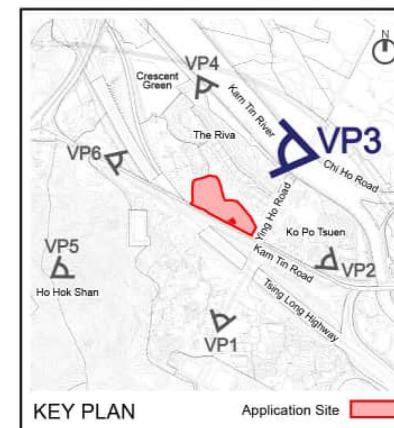 N
VP4
Crescent
Green
Kam Tin River
The Riva
VP3
Chi Ho Road
VP6
Ying Ho Road
Ko Po Tsuen
VP5
Kam Tin Road
VP2
Ho Hok Shan
Tsing Long Highway
VP1
KEY PLAN
Application Site